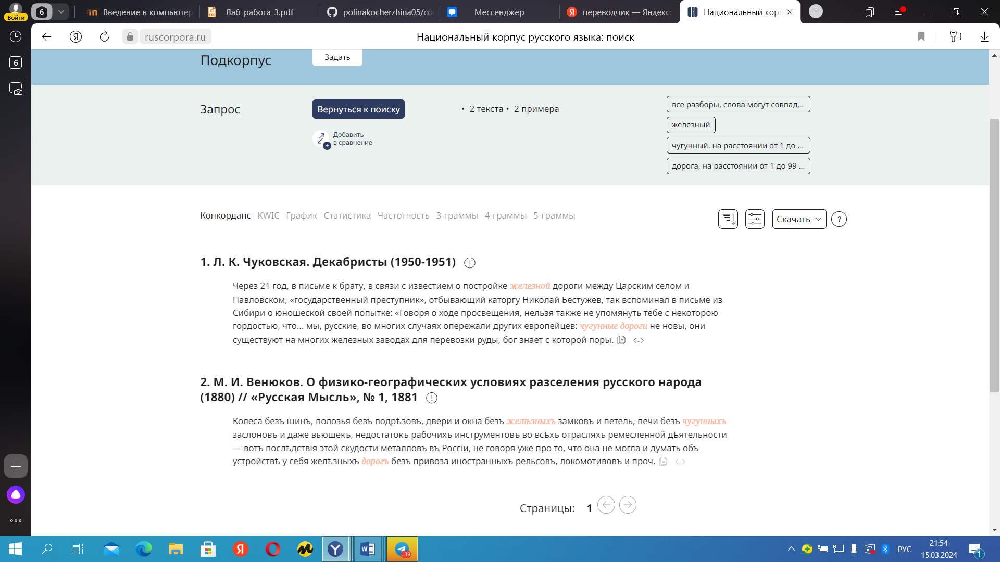 Войти
6
Введение в компьютер
Лаб_работа_3.pdf
polinakocherzhina05/co
Мессенджер
переводчик — Яндекс:
Национальный корп
ruscorpora.ru
Национальный корпус русского языка: поиск
6
Подкорпус
Задать
Запрос
Вернуться к поиску
• 2 текста • 2 примера
Добавить
в сравнение
все разборы, слова могут совпад...
железный
чугунный, на расстоянии от 1 до ...
дорога, на расстоянии от 1 до 99 ...
Конкорданс KWIC График Статистика Частотность 3-граммы 4-граммы 5-граммы
Скачать
?
1. Л. К. Чуковская. Декабристы (1950-1951)
Через 21 год, в письме к брату, в связи с известием о постройке железной дороги между Царским селом и
Павловском, «государственный преступник», отбывающий каторгу Николай Бестужев, так вспоминал в письме из
Сибири о юношеской своей попытке: «Говоря о ходе просвещения, нельзя также не упомянуть тебе с некоторою
гордостью, что... мы, русские, во многих случаях опережали других европейцев: чугунные дороги не новы, они
существуют на многих железных заводах для перевозки руды, бог знает с которой поры.
2. М. И. Венюков. О физико-географических условиях разселения русского народа
(1880) // «Русская Мысль», № 1, 1881
Колеса безъ шинъ, полозья безъ подрѣзовъ, двери и окна безъ желѣзныхъ замковъ и петель, печи безъ чугунныхъ
заслоновъ и даже вьюшекъ, недостатокъ рабочихъ инструментовъ во всѣхъ отрасляхъ ремесленной дѣятельности
— вотъ послѣдствія этой скудости металловъ въ Россіи, не говоря уже про то, что она не могла и думать объ
устройствѣ у себя желѣзныхъ дорогъ безъ привоза иностранныхъ рельсовъ, локомотивовъ и проч.
Страницы: 1
..39
РУС
21:54
15.03.2024
1